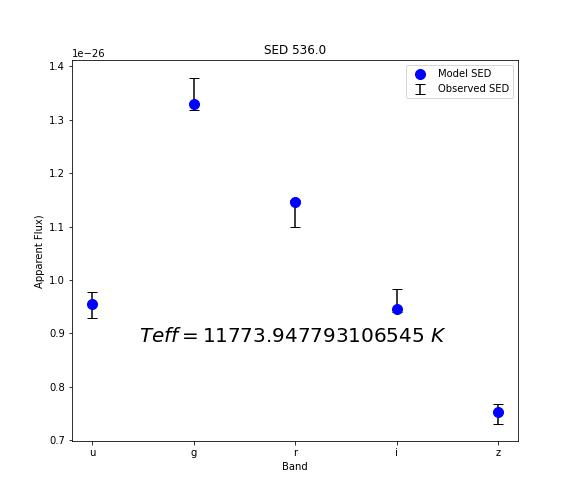 SED 536.0
1e−26
Model SED
Observed SED
1.4
1.3
1.2
1.1
1.0
0.9
0.8
0.7
Apparent Flux)
Teff = 11773.947793106545 K
u g r i z
Band